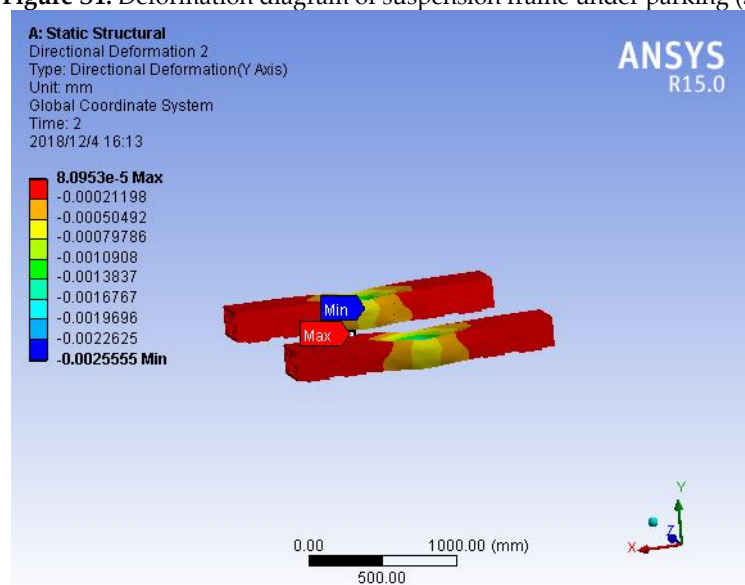 Figure S1. Deformation diagram of suspension frame under parking
A: Static Structural
Directional Deformation 2
Type: Directional Deformation(Y Axis)
Unit: mm
Global Coordinate System
Time: 2
2018/12/4 16:13
ANSYS
R15.0
8.0953e-5 Max
-0.00021198
-0.00050492
-0.00079786
-0.0010908
-0.0013837
-0.0016767
-0.0019696
-0.0022625
-0.0025555 Min
Min
Max
Y
Z
X
0.00
1000.00 (mm)
500.00